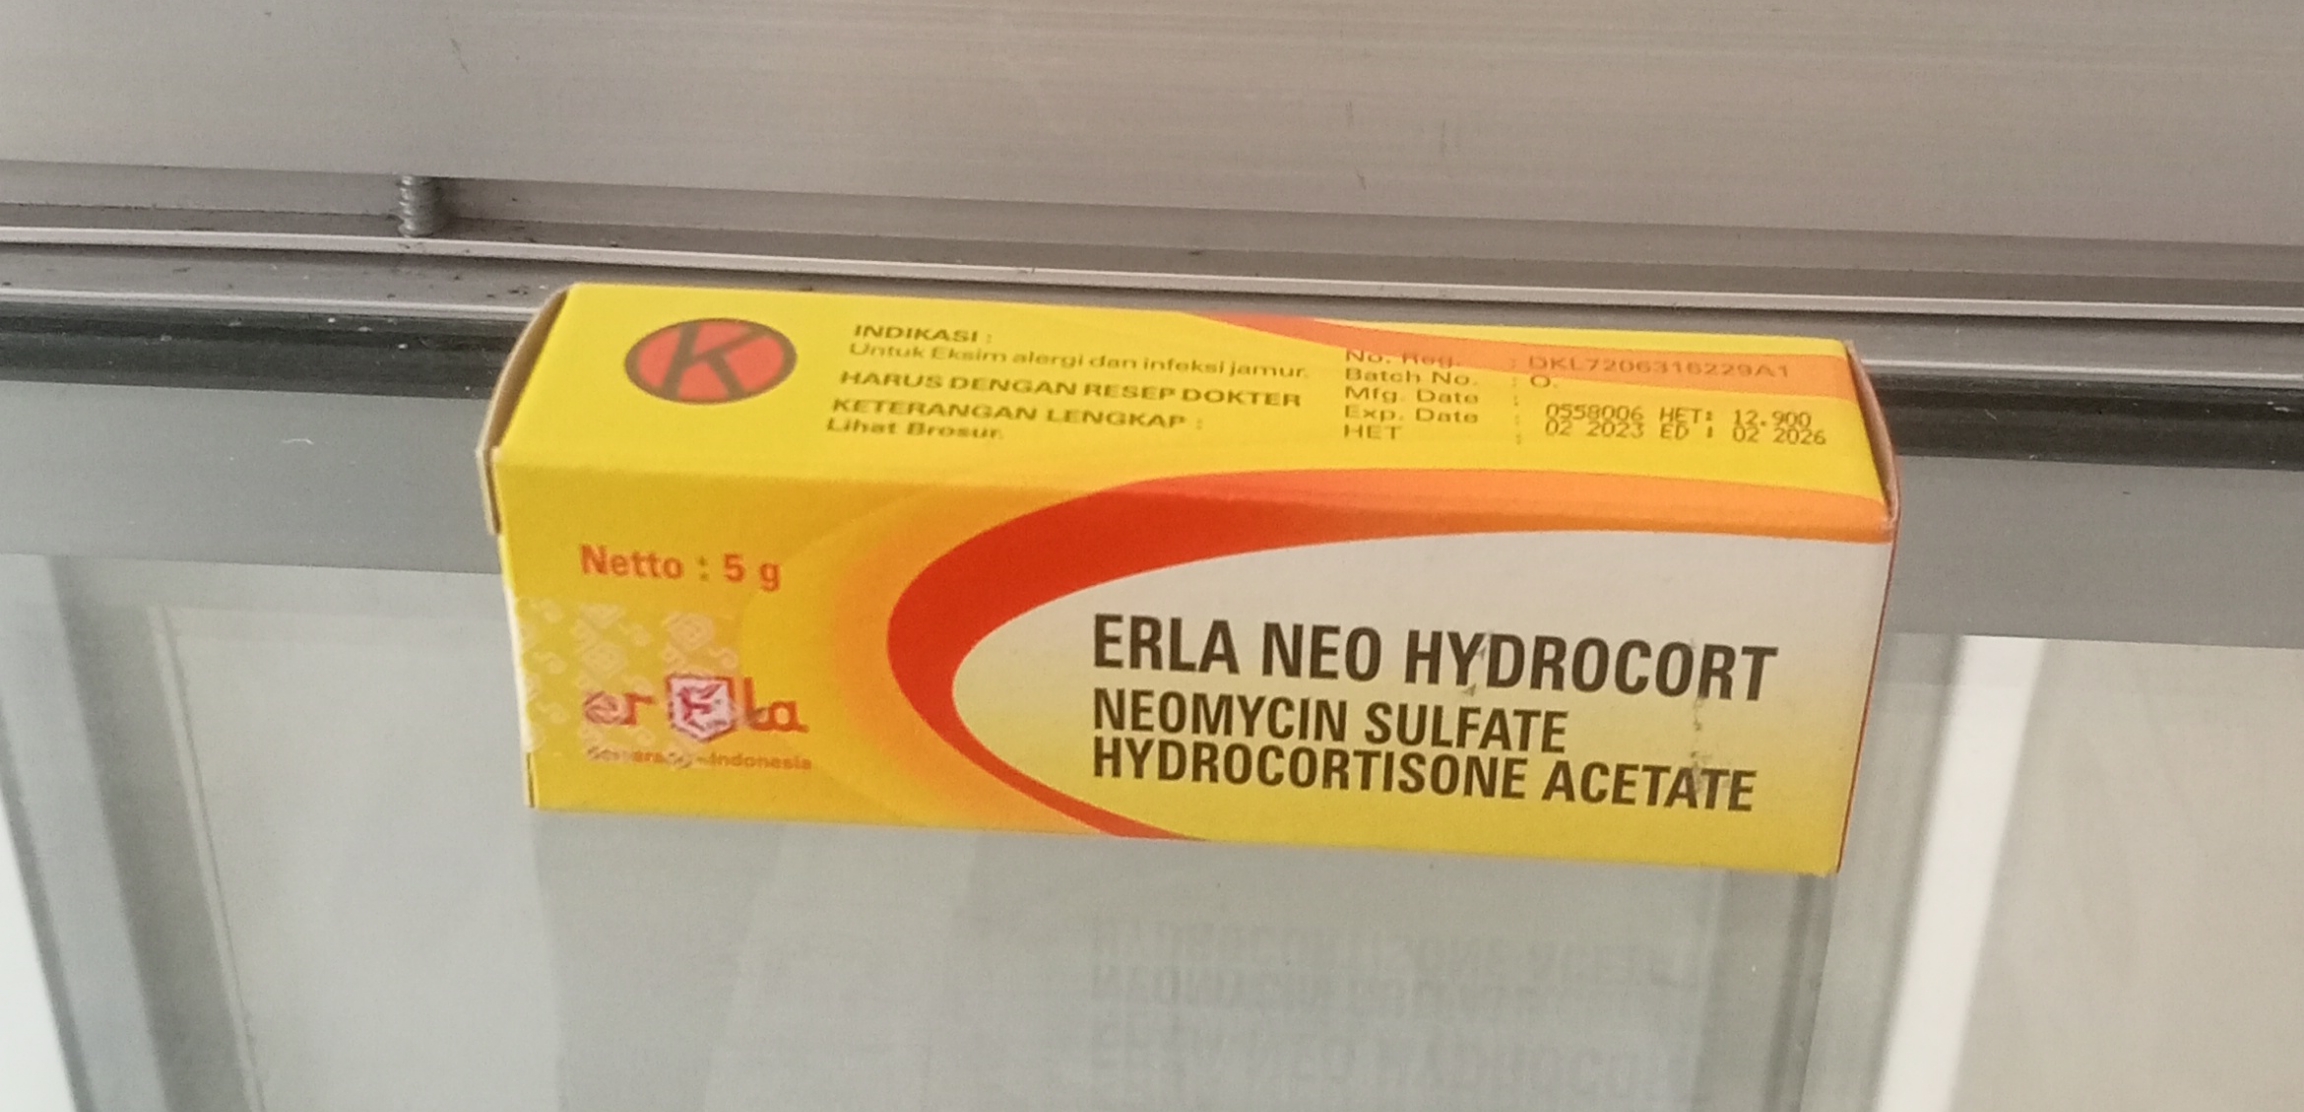 K
INDIKASI :
Untuk Eksim alergi dan infeksi jamur.
HARUS DENGAN RESEP DOKTER
KETERANGAN LENGKAP :
Lihat Brosur.
No. Reg. : DKL7206316229A1
Batch No. : O.
Mfg. Date :
Exp. Date :
HET :
0558006 HET: 12.900
02 2023 ED : 02 2026
Netto : 5 g
erela
Semarang - Indonesia
ERLA NEO HYDROCORT
NEOMYCIN SULFATE
HYDROCORTISONE ACETATE